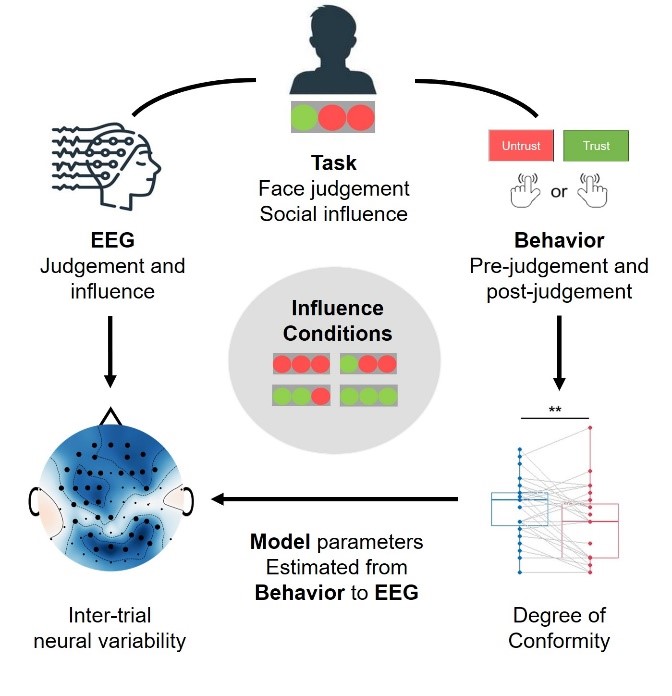 Task
Face judgement
Social influence
EEG
Judgement and
influence
Untrust
Trust
or
Behavior
Pre-judgement and
post-judgement
Influence
Conditions
**
Model parameters
Estimated from
Behavior to EEG
Inter-trial
neural variability
Degree of
Conformity